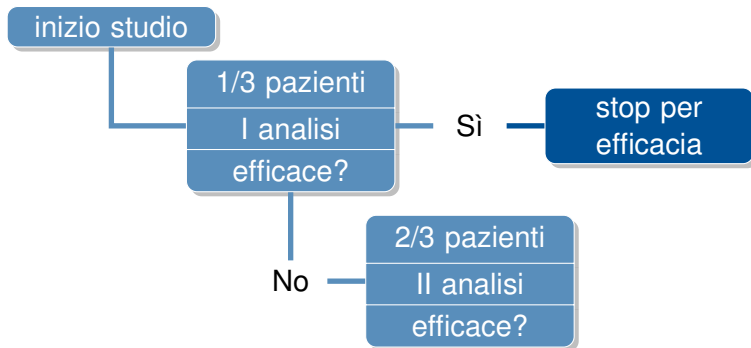 inizio studio
1/3 pazienti
I analisi
efficace?
Sì
stop per
efficacia
No
2/3 pazienti
II analisi
efficace?